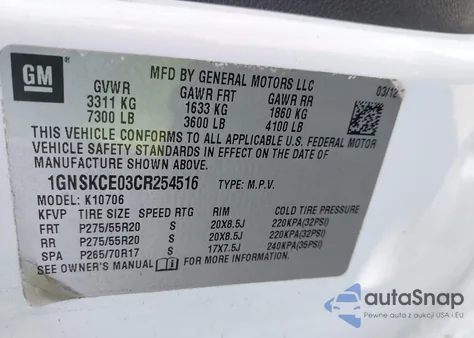 GM
MFD BY GENERAL MOTORS LLC
03/12
GVWR GAWR FRT GAWR RR
3311 KG 1633 KG 1860 KG
7300 LB 3600 LB 4100 LB
THIS VEHICLE CONFORMS TO ALL APPLICABLE U.S. FEDERAL MOTOR
VEHICLE SAFETY STANDARDS IN EFFECT ON THE DATE OF
MANUFACTURE SHOWN ABOVE.
1GNSKCE03CR254516 TYPE: M.P.V.
MODEL: K10706
KFVP TIRE SIZE SPEED RTG RIM COLD TIRE PRESSURE
FRT P275/55R20 S 20X8.5J 220KPA(32PSI)
RR P275/55R20 S 20X8.5J 220KPA(32PSI)
SPA P265/70R17 S 17X7.5J 240KPA(35PSI)
SEE OWNER'S MANUAL FOR MORE INFORMATION.
autoSnap
Pewne auta z aukcji USA i EU